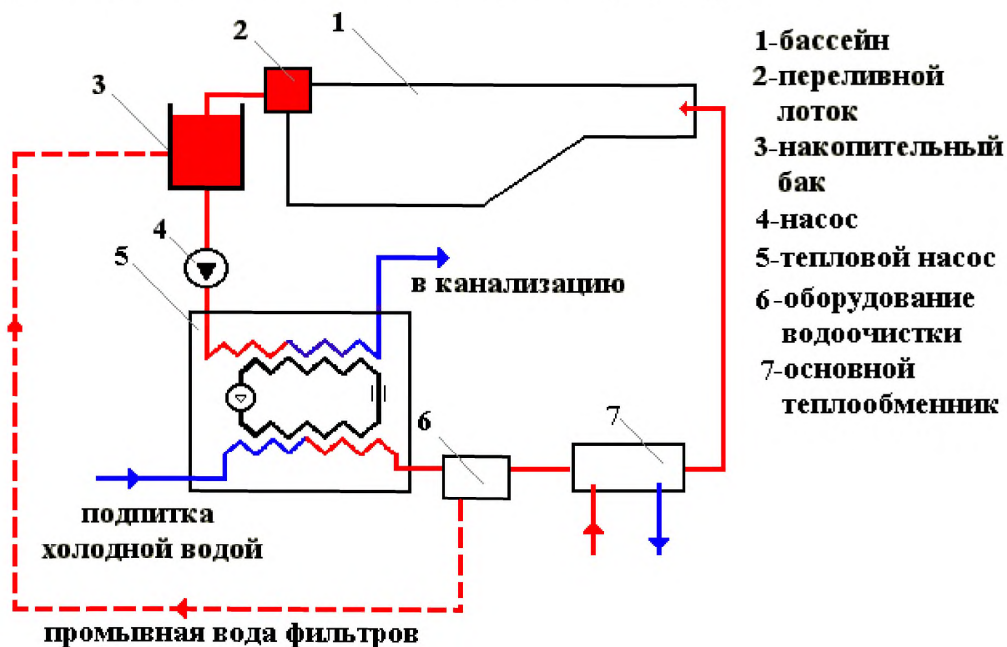 1
2
3
4
5
6
7
в канализацию
подпитка
холодной водой
промывная вода фильтров
1-бассейн
2-переливной
лоток
3-накопительный
бак
4-насос
5-тепловой насос
6-оборудование
водоочистки
7-основной
теплообменник